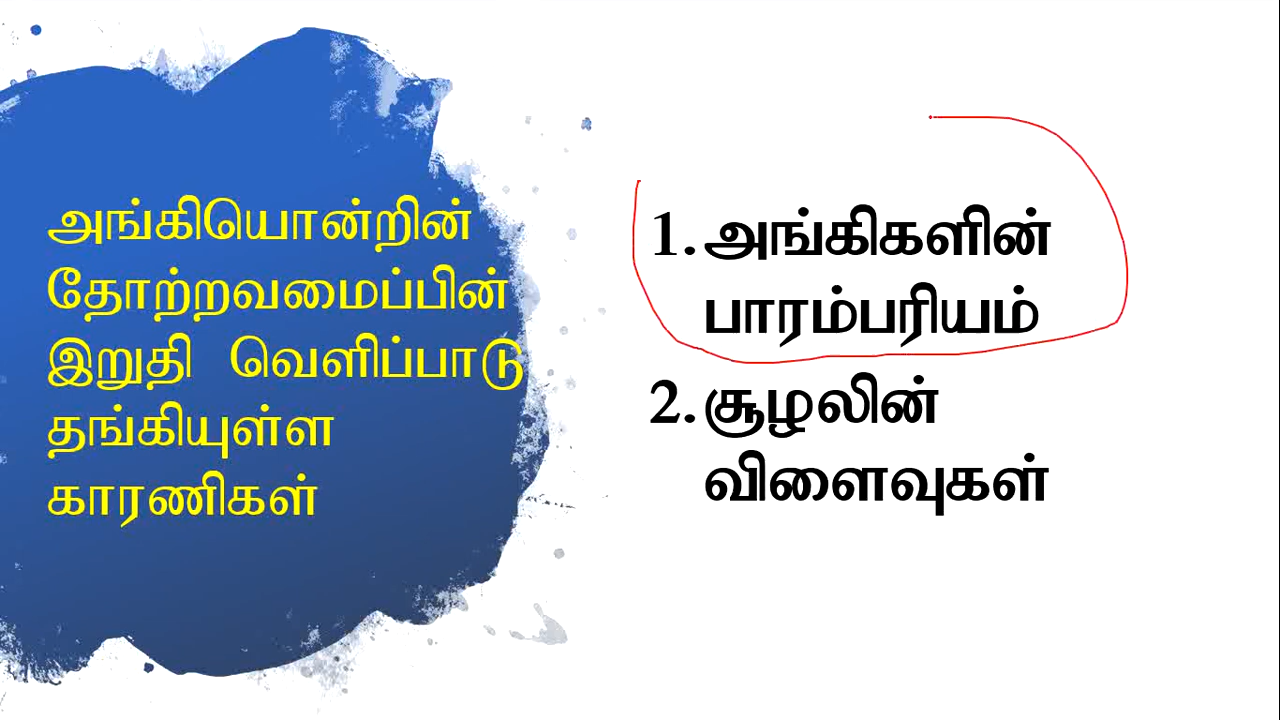 அங்கியொன்றின்
தோற்றவமைப்பின்
இறுதி வெளிப்பாடு
தங்கியுள்ள
காரணிகள்
1. அங்கிகளின்
பாரம்பரியம்
2. சூழலின்
விளைவுகள்